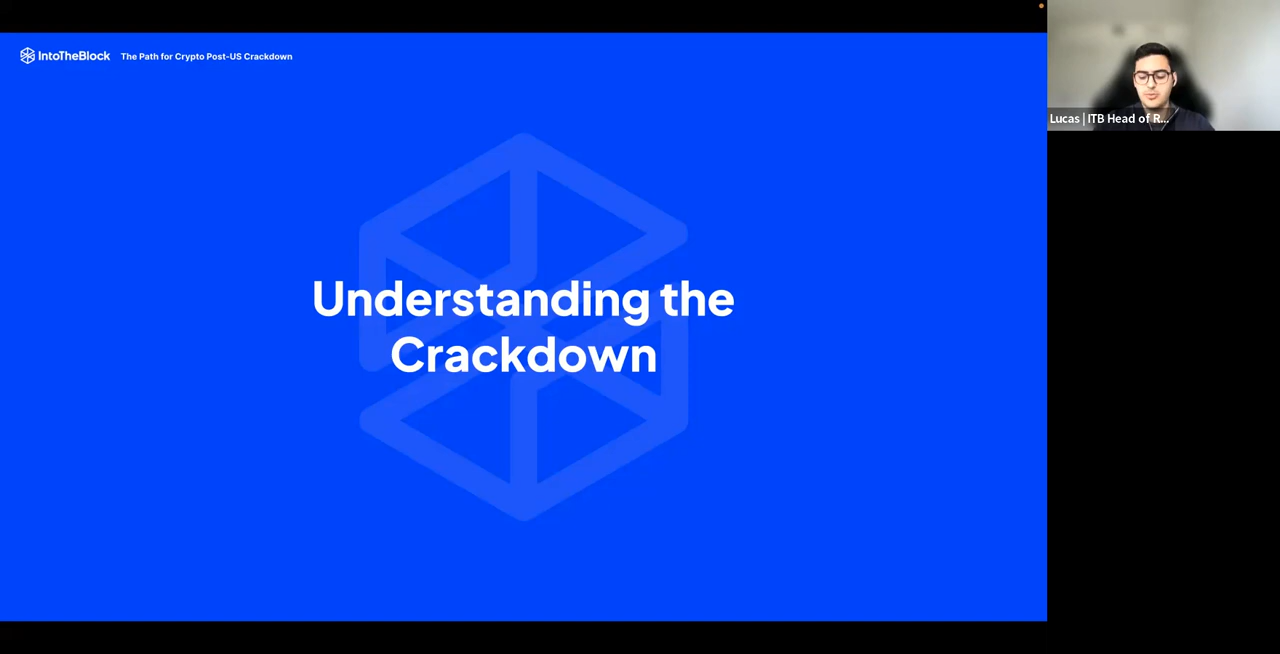 IntoTheBlock The Path for Crypto Post-US Crackdown
Lucas | ITB Head of R...
Understanding the
Crackdown